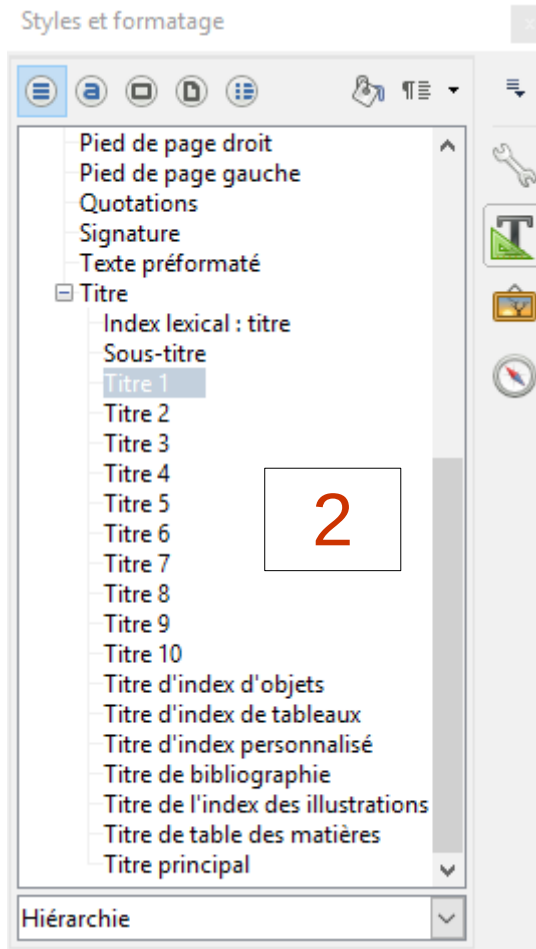 Styles et formatage
Pied de page droit
Pied de page gauche
Quotations
Signature
Texte préformaté
Titre
Index lexical : titre
Sous-titre
Titre 1
Titre 2
Titre 3
Titre 4
Titre 5
Titre 6
Titre 7
Titre 8
Titre 9
Titre 10
Titre d'index d'objets
Titre d'index de tableaux
Titre d'index personnalisé
Titre de bibliographie
Titre de l'index des illustrations
Titre de table des matières
Titre principal
2
Hiérarchie